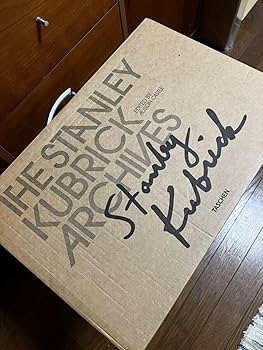 THE STANLEY
KUBRICK
ARCHIVES
EDITED BY
ALISON CASTLE
Stanley
Kubrick
TASCHEN